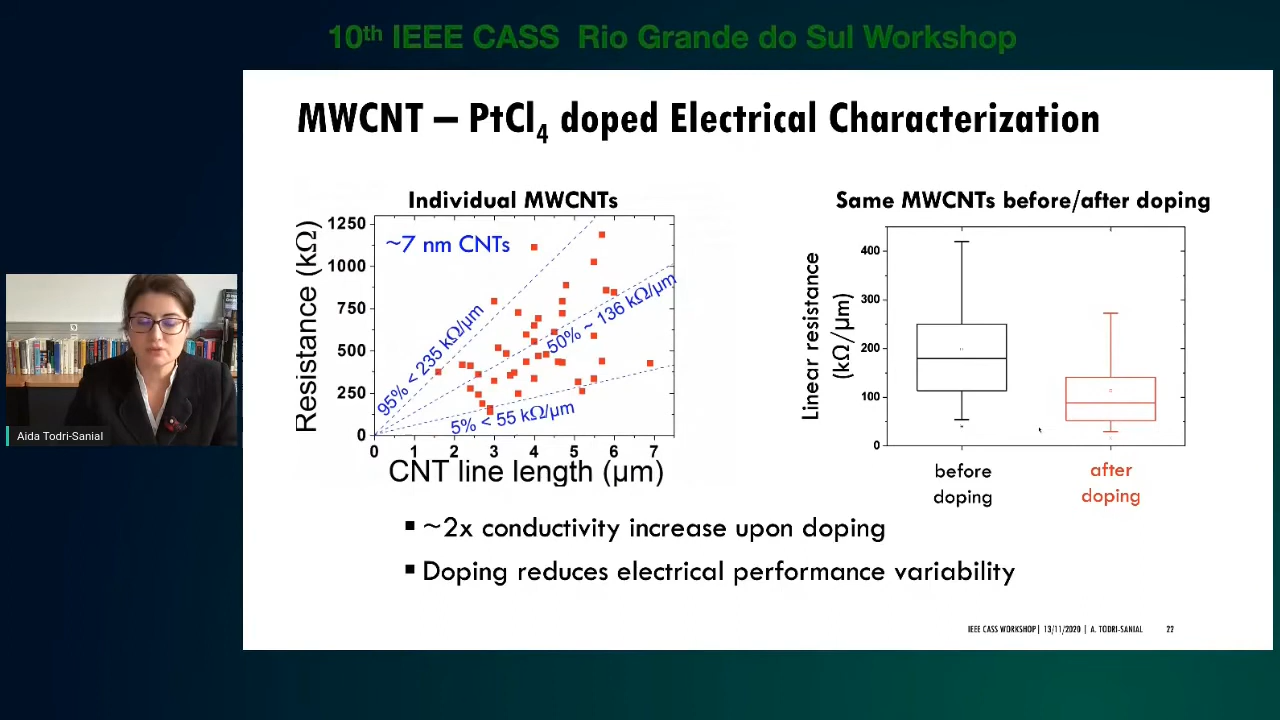 10th IEEE CASS Rio Grande do Sul Workshop
MWCNT – PtCl4 doped Electrical Characterization
Individual MWCNTs
Resistance (kΩ)
1250
1000
750
500
250
0
~7 nm CNTs
95% < 235 kΩ/μm
50% ~ 136 kΩ/μm
5% < 55 kΩ/μm
0 1 2 3 4 5 6 7
CNT line length (μm)
Same MWCNTs before/after doping
Linear resistance
(kΩ/μm)
400
300
200
100
0
before
doping
after
doping
Aida Todri-Sanial
▪ ~2x conductivity increase upon doping
▪ Doping reduces electrical performance variability
IEEE CASS WORKSHOP| 13/11/2020 | A. TODRI-SANIAL 22